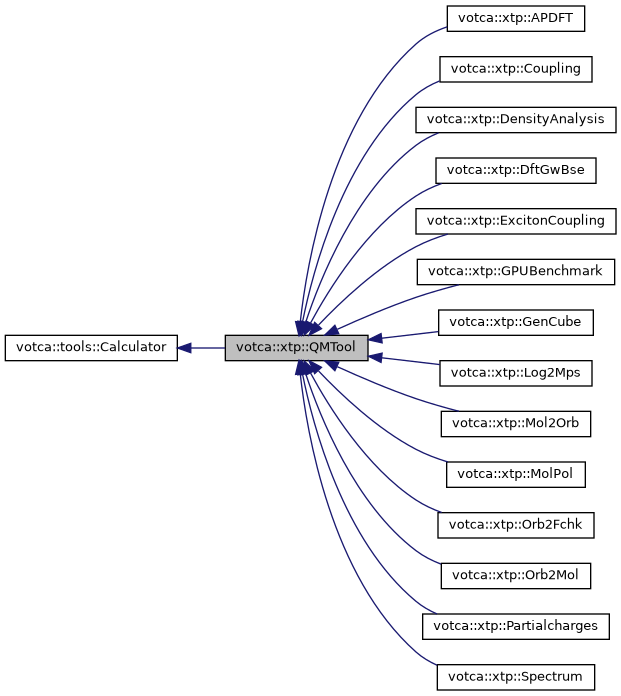 votca::xtp::APDFT
votca::xtp::Coupling
votca::xtp::DensityAnalysis
votca::xtp::DftGwBse
votca::xtp::ExcitonCoupling
votca::xtp::GPUBenchmark
votca::xtp::GenCube
votca::tools::Calculator
votca::xtp::QMTool
votca::xtp::Log2Mps
votca::xtp::Mol2Orb
votca::xtp::MolPol
votca::xtp::Orb2Fchk
votca::xtp::Orb2Mol
votca::xtp::Partialcharges
votca::xtp::Spectrum